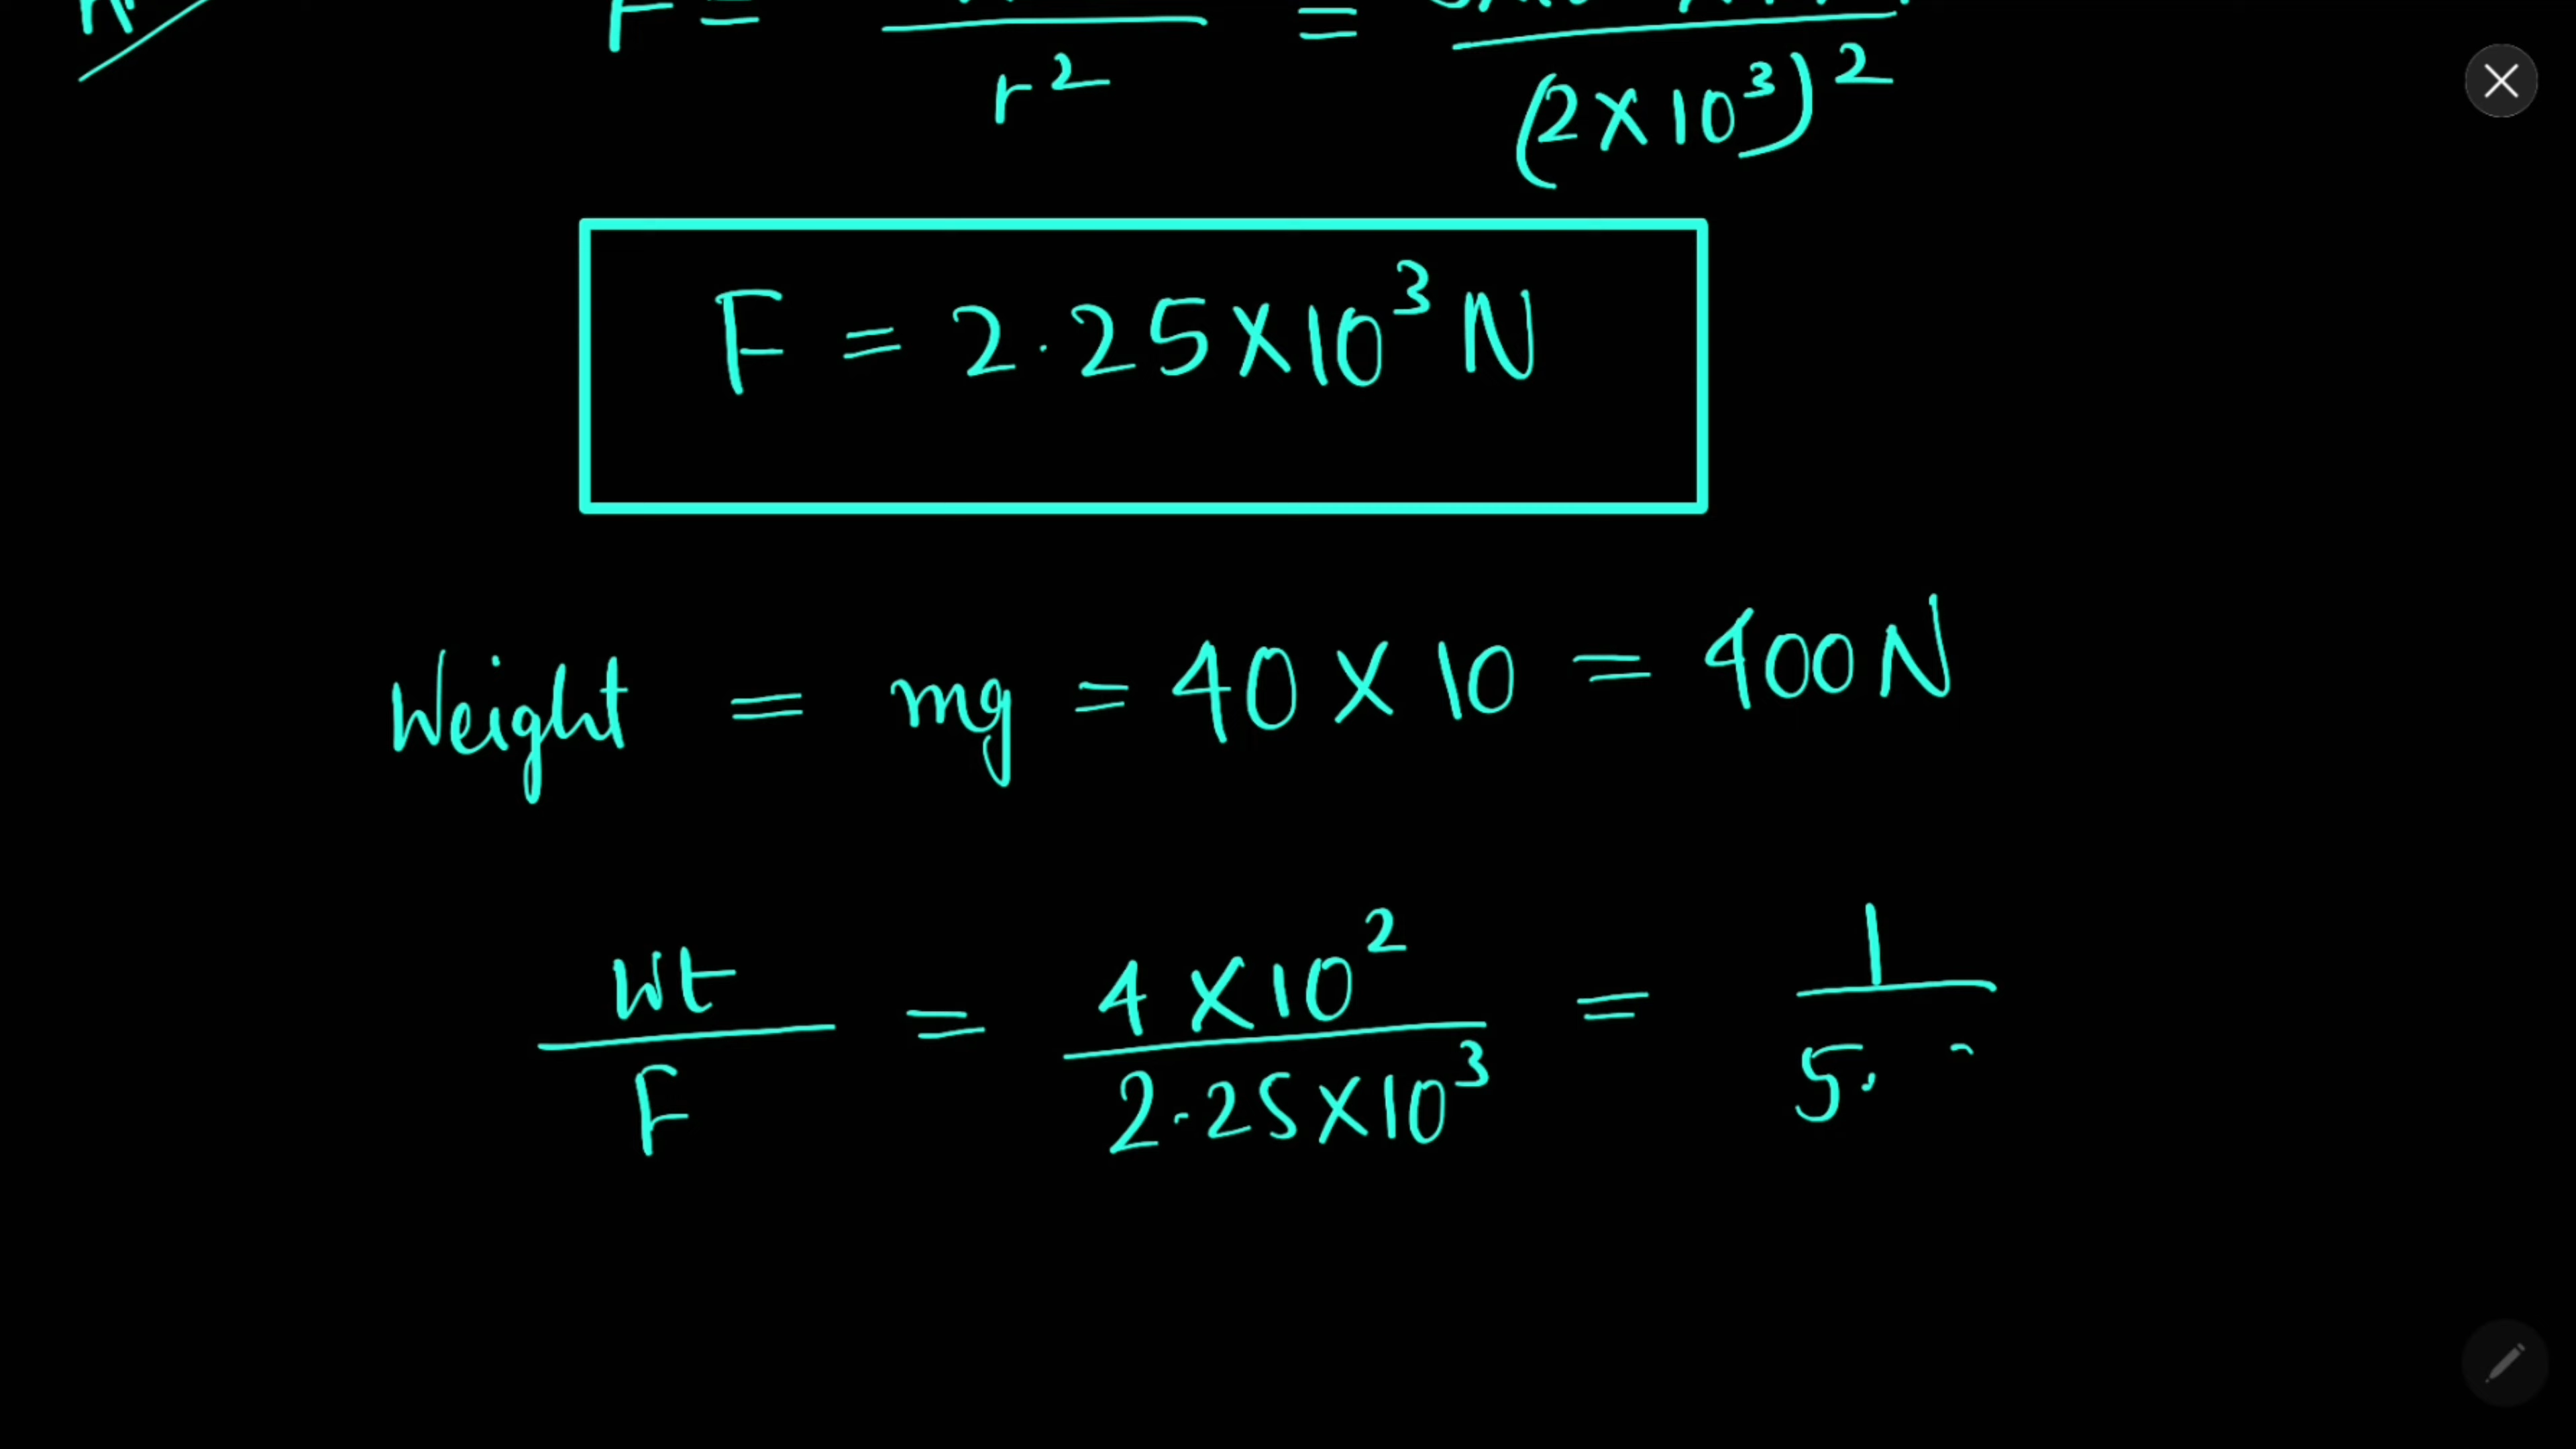 F = — = —
r² (2×10³)²
F = 2.25×10³ N
Weight = mg = 40 × 10 = 400 N
Wt = 4 × 10² = 1
F 2.25×10³ 5.